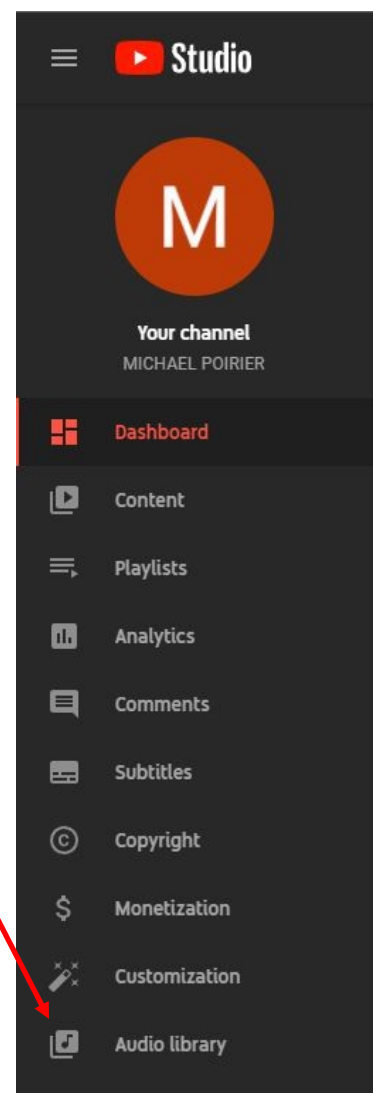 Studio
M
Your channel
MICHAEL POIRIER
Dashboard
Content
Playlists
Analytics
Comments
Subtitles
Copyright
Monetization
Customization
Audio library